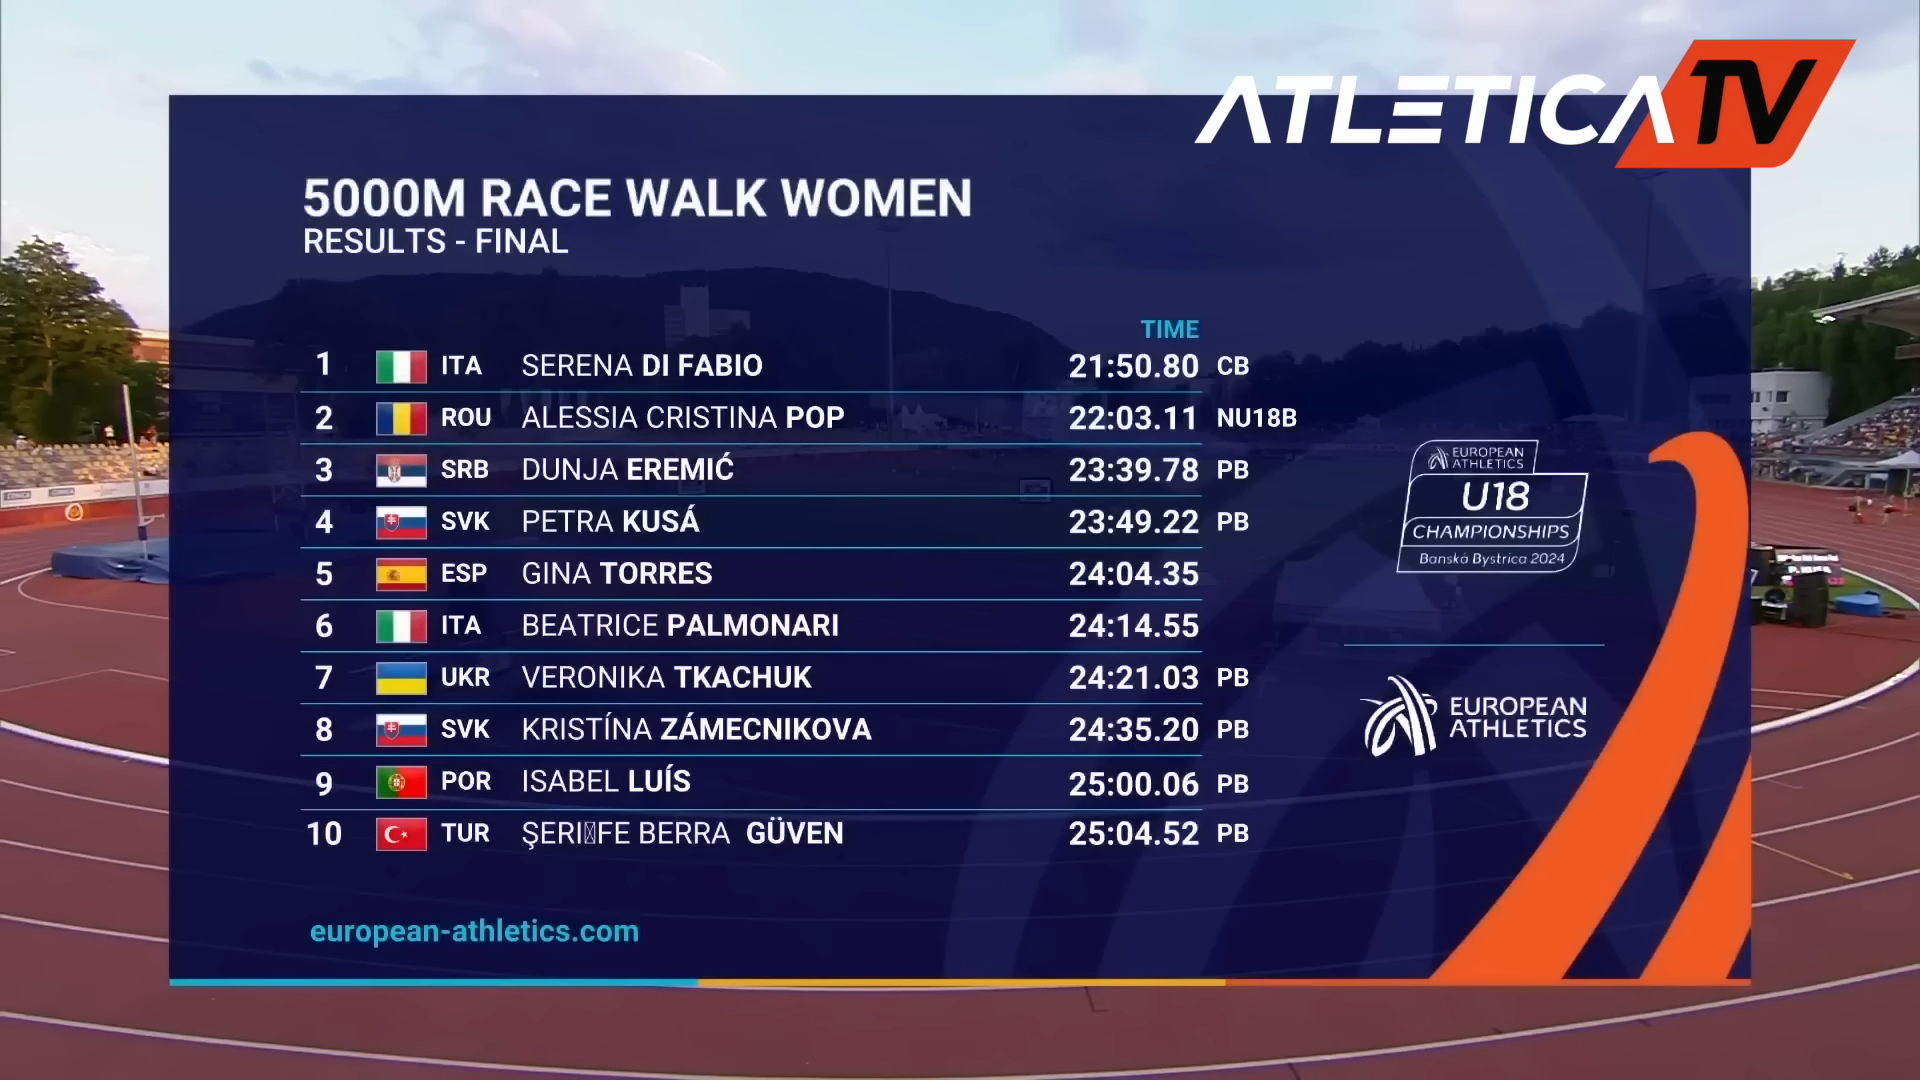 ATLETICA TV
5000M RACE WALK WOMEN
RESULTS - FINAL
TIME
1 ITA SERENA DI FABIO 21:50.80 CB
2 ROU ALESSIA CRISTINA POP 22:03.11 NU18B
3 SRB DUNJA EREMIĆ 23:39.78 PB
4 SVK PETRA KUSÁ 23:49.22 PB
5 ESP GINA TORRES 24:04.35
6 ITA BEATRICE PALMONARI 24:14.55
7 UKR VERONIKA TKACHUK 24:21.03 PB
8 SVK KRISTÍNA ZÁMECNIKOVA 24:35.20 PB
9 POR ISABEL LUÍS 25:00.06 PB
10 TUR ŞERI▯FE BERRA GÜVEN 25:04.52 PB
EUROPEAN
ATHLETICS
U18
CHAMPIONSHIPS
Banská Bystrica 2024
EUROPEAN
ATHLETICS
european-athletics.com